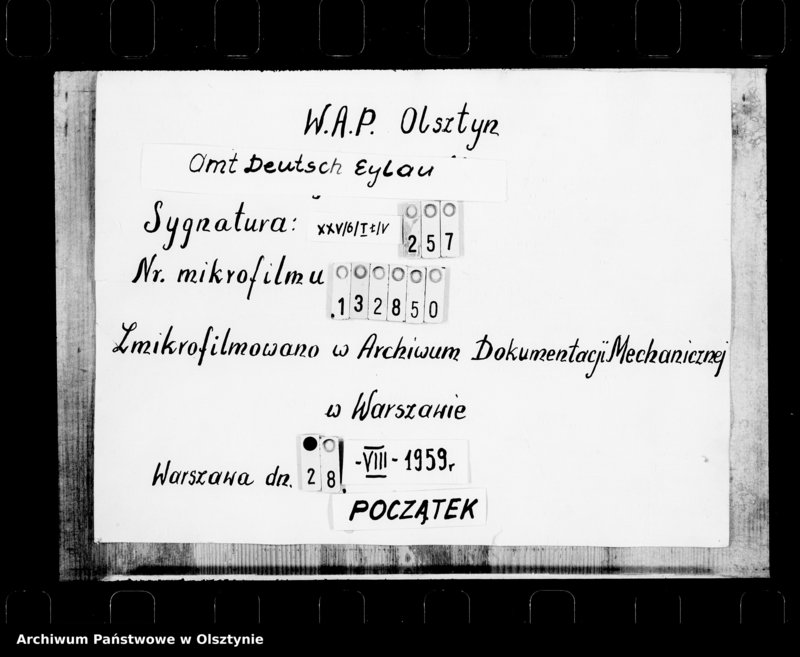 W.A.P. Olsztyn
Amt Deutsch Eylau
Sygnatura: XXV/6/I t/V 257
Nr. mikrofilmu 132850
Zmikrofilmowano w Archiwum Dokumentacji Mechanicznej
w Warszawie
Warszawa dn. 28 -VIII- 1959r
POCZĄTEK
Archiwum Państwowe w Olsztynie